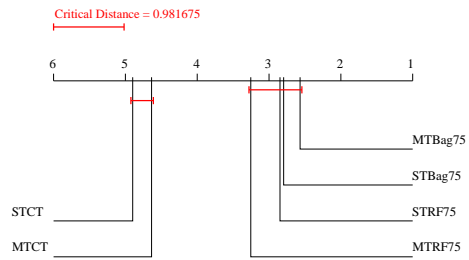 Critical Distance = 0.981675
6 5 4 3 2 1
MTBag75
STBag75
STCT STRF75
MTCT MTRF75